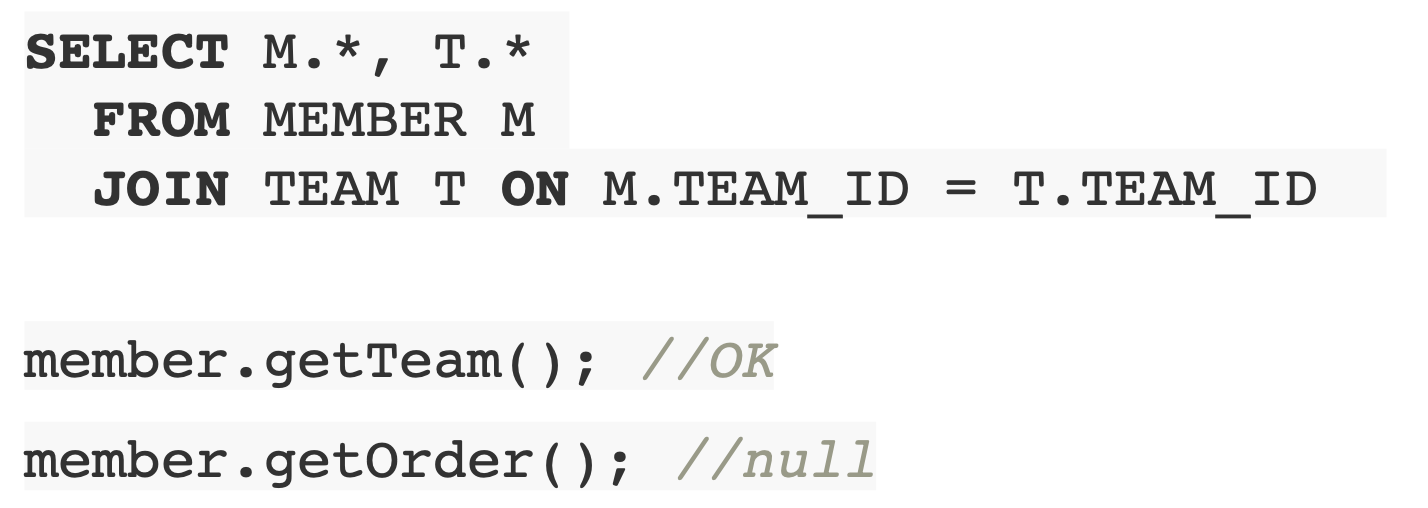 SELECT M.*, T.*
  FROM MEMBER M
  JOIN TEAM T ON M.TEAM_ID = T.TEAM_ID
member.getTeam(); //OK
member.getOrder(); //null